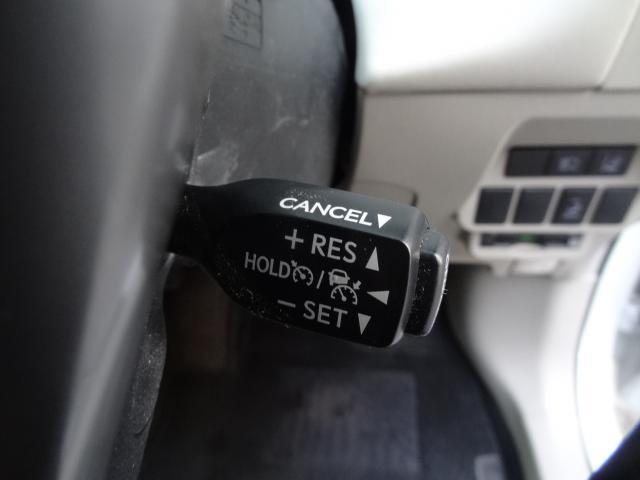 CANCEL▼
+ RES ▲
HOLD / ◀
− SET ▼